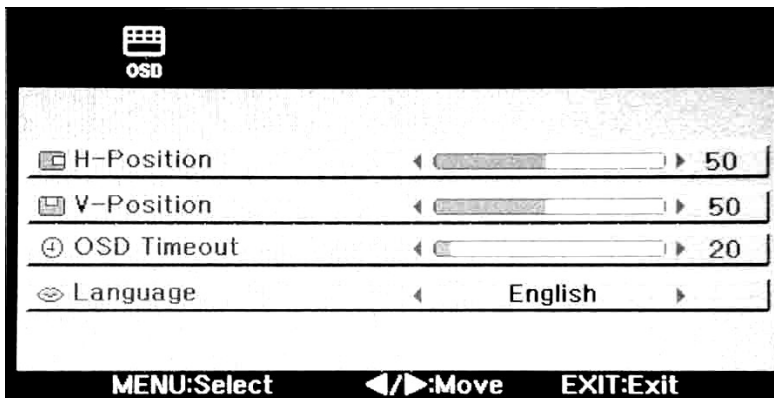 OSD
H-Position 50
V-Position 50
OSD Timeout 20
Language English
MENU:Select ◀/▶:Move EXIT:Exit